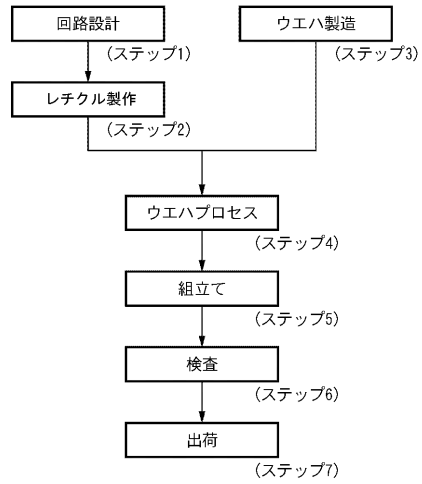 回路設計
(ステップ1)
ウエハ製造
(ステップ3)
レチクル製作
(ステップ2)
ウエハプロセス
(ステップ4)
組立て
(ステップ5)
検査
(ステップ6)
出荷
(ステップ7)